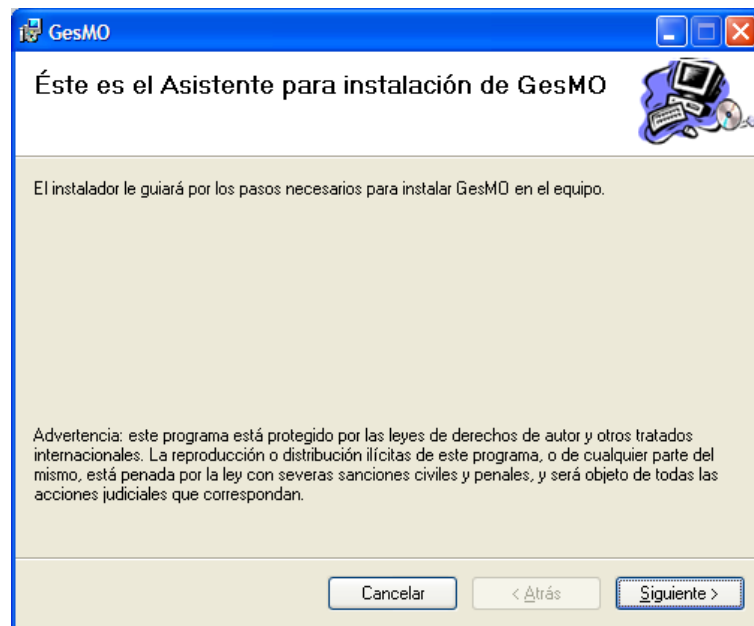 GesMO
Éste es el Asistente para instalación de GesMO
El instalador le guiará por los pasos necesarios para instalar GesMO en el equipo.
Advertencia: este programa está protegido por las leyes de derechos de autor y otros tratados
internacionales. La reproducción o distribución ilícitas de este programa, o de cualquier parte del
mismo, está penada por la ley con severas sanciones civiles y penales, y será objeto de todas las
acciones judiciales que correspondan.
Cancelar
< Atrás
Siguiente >